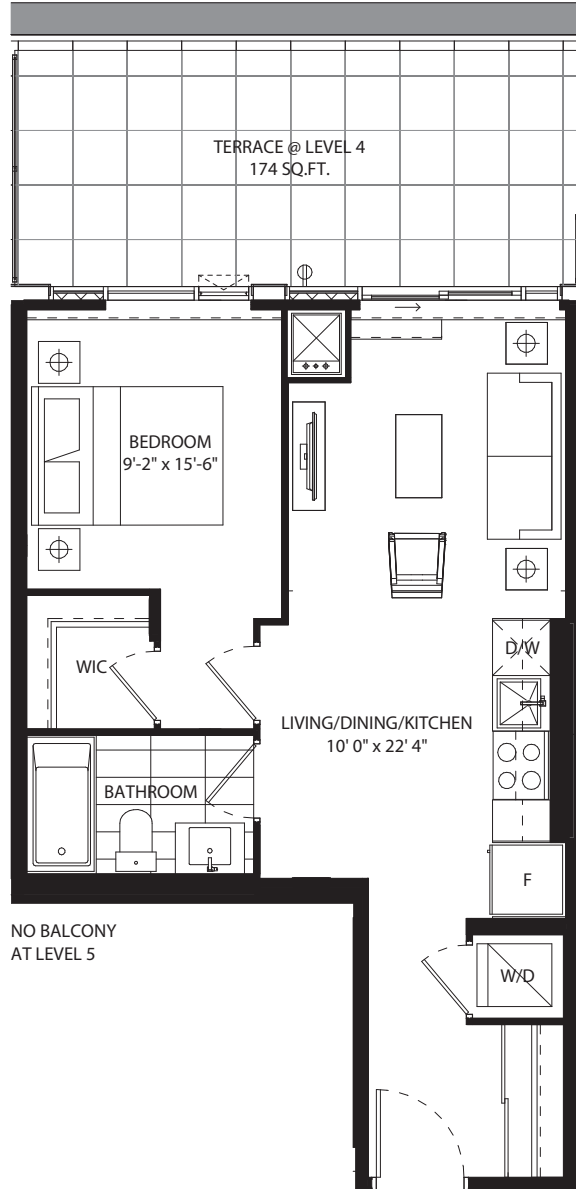 TERRACE @ LEVEL 4
174 SQ.FT.
BEDROOM
9'-2" x 15'-6"
D/W
WIC
LIVING/DINING/KITCHEN
10' 0" x 22' 4"
BATHROOM
F
NO BALCONY
AT LEVEL 5
W/D